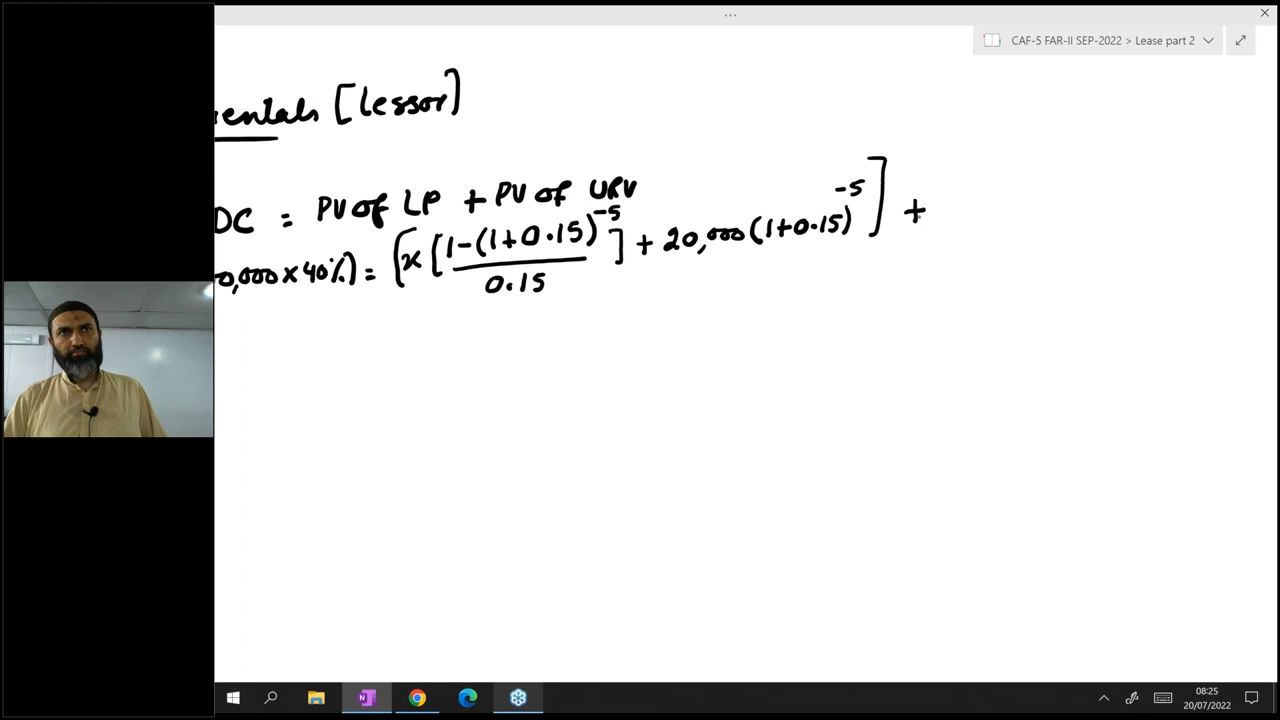 CAF-5 FAR-II SEP-2022 > Lease part 2
entals [Lessor]
DC = PV of LP + PV of URV
0,000 x 40%) = [x [1-(1+0.15)^-5 / 0.15] + 20,000 (1+0.15)^-5] +
08:25
20/07/2022